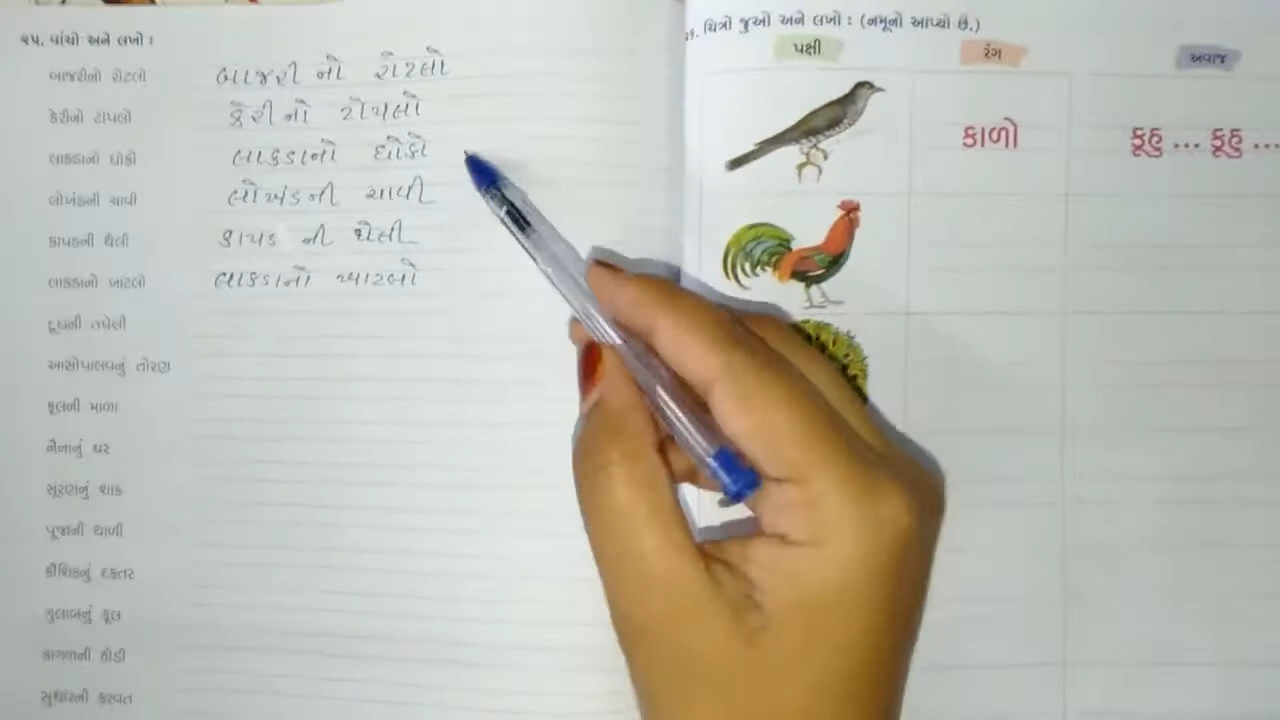 ૨૫. વાંચો અને લખો :
બાજરીનો રોટલો બાજરી નો રોટલો
કેરીનો ટોપલો કેરીનો ટોપલો
લાકડાનો ધોકો લાકડાનો ધોકો
લોખંડની ચાવી લોખંડની ચાવી
કાપડની થેલી કાપડ ની થેલી
લાકડાનો ખાટલો લાકડાનો ખાટલો
દૂધની તપેલી
આસોપાલવનું તોરણ
ફૂલની માળા
નૈનાનું ઘર
સૂરણનું શાક
પૂજાની થાળી
કૌશિકનું દફતર
ગુલાબનું ફૂલ
કાગળની હોડી
સુથારની કરવત
ચિત્રો જુઓ અને લખો : (નમૂનો આપ્યો છે.)
પક્ષી રંગ અવાજ
કાળો કૂહુ ... કૂહુ ...